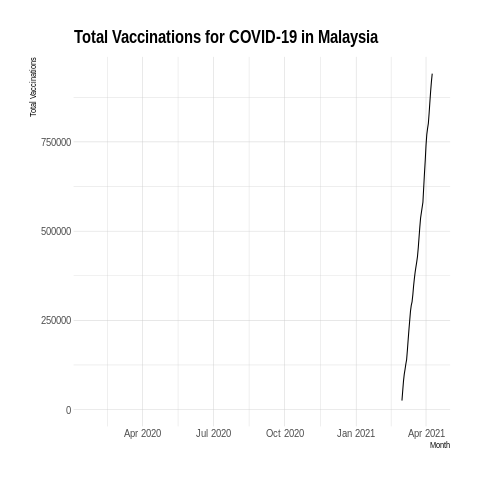 Total Vaccinations for COVID-19 in Malaysia
Total Vaccinations
750000
500000
250000
0
Apr 2020 Jul 2020 Oct 2020 Jan 2021 Apr 2021
Month